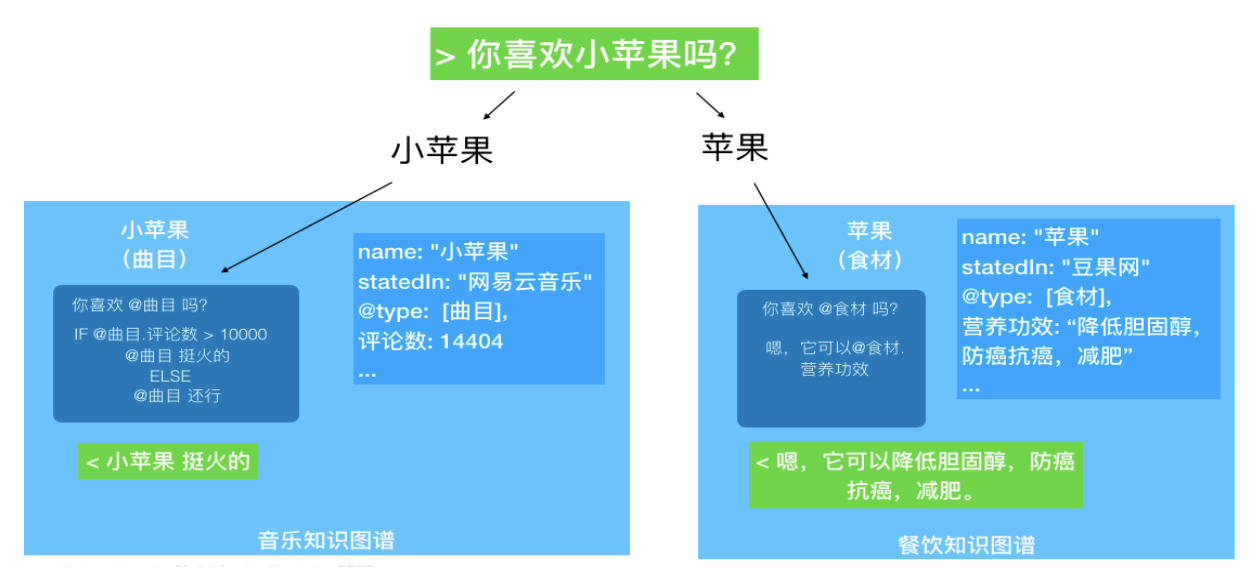 > 你喜欢小苹果吗?
小苹果
苹果
小苹果
（曲目）
你喜欢 @曲目 吗?
IF @曲目.评论数 > 10000
@曲目 挺火的
ELSE
@曲目 还行
name: "小苹果"
statedIn: "网易云音乐"
@type: [曲目],
评论数: 14404
...
< 小苹果 挺火的
音乐知识图谱
苹果
（食材）
你喜欢 @食材 吗?
嗯，它可以@食材.
营养功效
name: "苹果"
statedIn: "豆果网"
@type: [食材],
营养功效: “降低胆固醇，
防癌抗癌，减肥”
...
< 嗯，它可以降低胆固醇，防癌
抗癌，减肥。
餐饮知识图谱